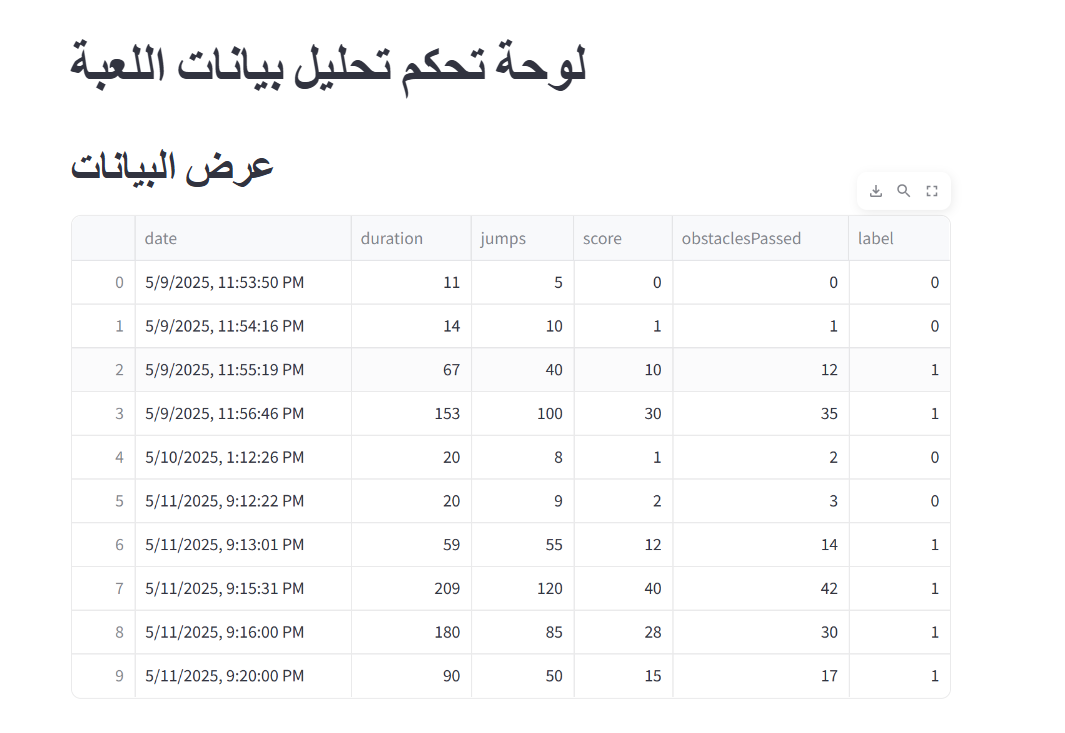 لوحة تحكم تحليل بيانات اللعبة
عرض البيانات
date duration jumps score obstaclesPassed label
0 5/9/2025, 11:53:50 PM 11 5 0 0 0
1 5/9/2025, 11:54:16 PM 14 10 1 1 0
2 5/9/2025, 11:55:19 PM 67 40 10 12 1
3 5/9/2025, 11:56:46 PM 153 100 30 35 1
4 5/10/2025, 1:12:26 PM 20 8 1 2 0
5 5/11/2025, 9:12:22 PM 20 9 2 3 0
6 5/11/2025, 9:13:01 PM 59 55 12 14 1
7 5/11/2025, 9:15:31 PM 209 120 40 42 1
8 5/11/2025, 9:16:00 PM 180 85 28 30 1
9 5/11/2025, 9:20:00 PM 90 50 15 17 1